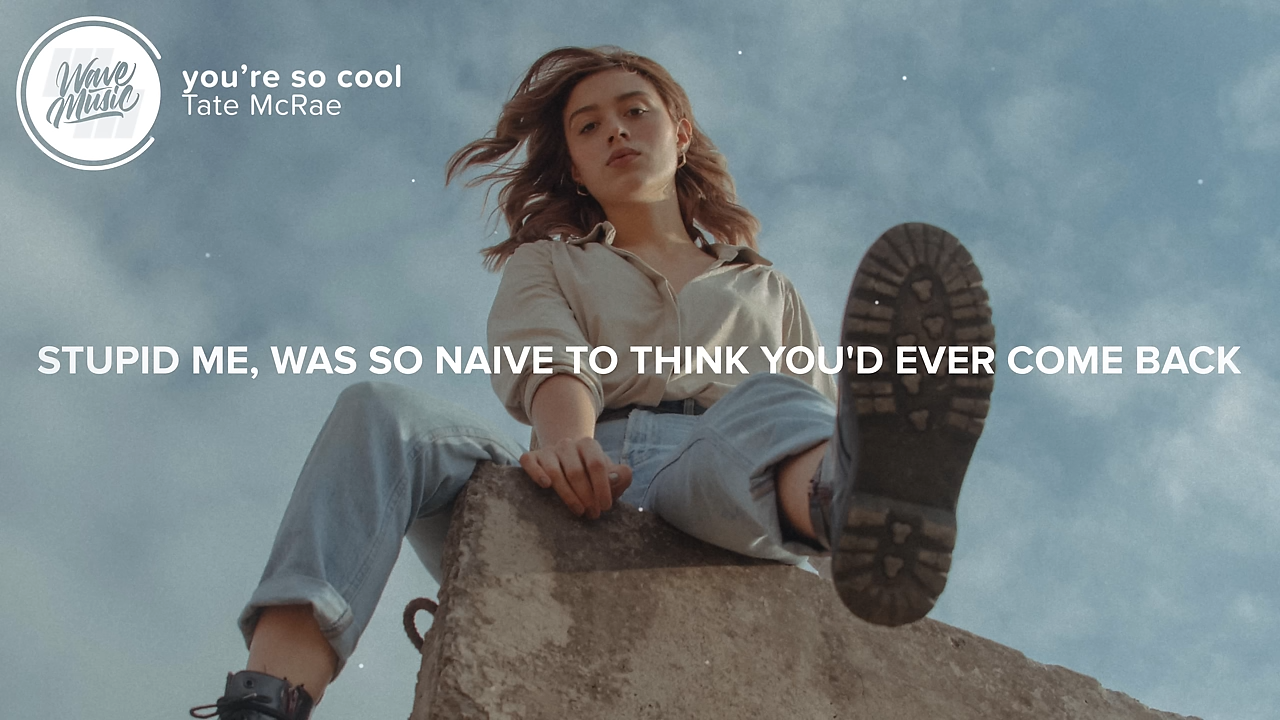 Wave
Music
you're so cool
Tate McRae
STUPID ME, WAS SO NAIVE TO THINK YOU'D EVER COME BACK